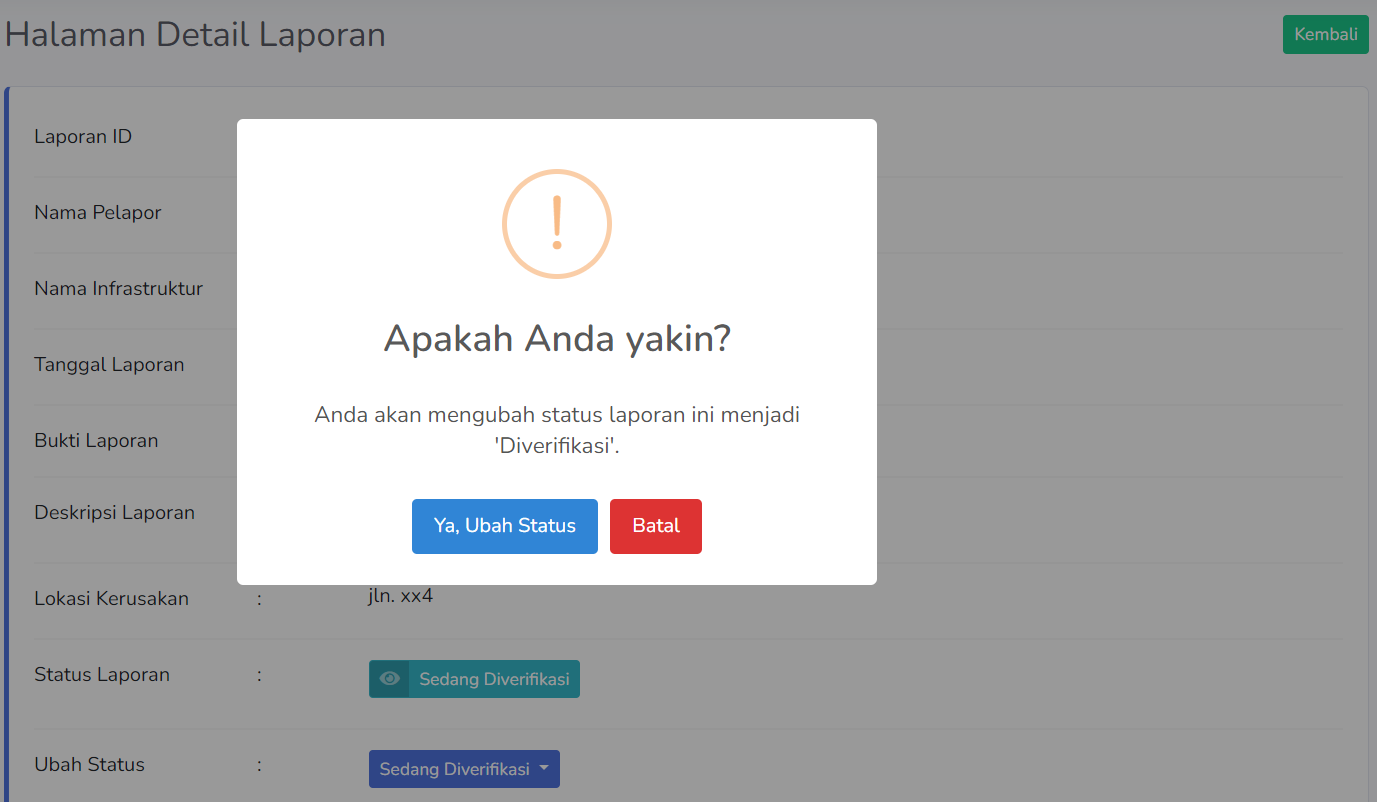 Halaman Detail Laporan
Kembali
Laporan ID
Nama Pelapor
Nama Infrastruktur
Tanggal Laporan
Bukti Laporan
Deskripsi Laporan
!
Apakah Anda yakin?
Anda akan mengubah status laporan ini menjadi
'Diverifikasi'.
Ya, Ubah Status
Batal
Lokasi Kerusakan : jln. xx4
Status Laporan : Sedang Diverifikasi
Ubah Status : Sedang Diverifikasi